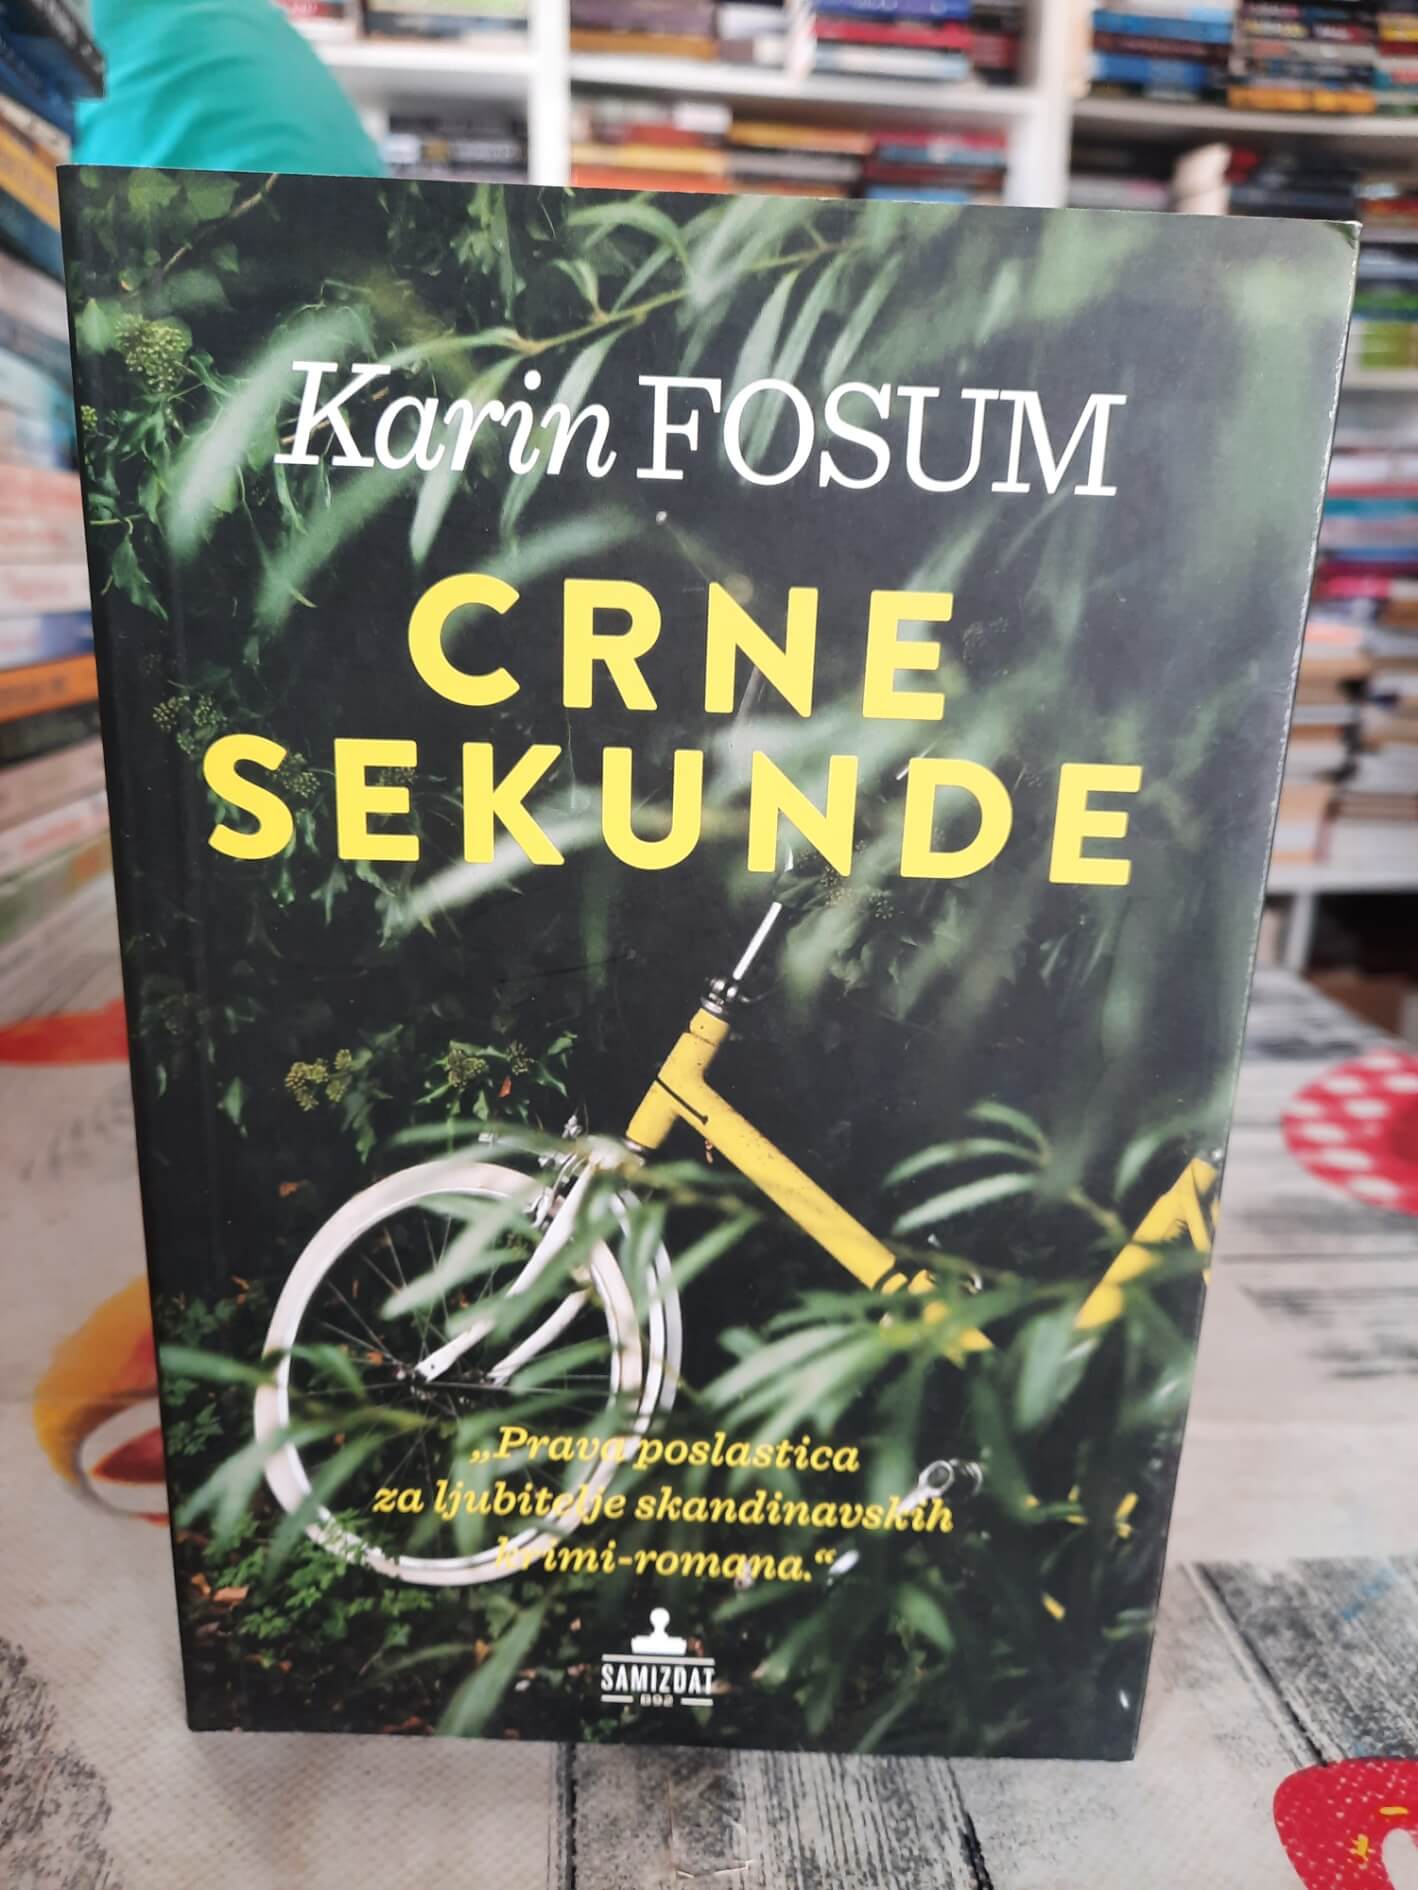 Karin FOSUM
CRNE
SEKUNDE
„Prava poslastica
za ljubitelje skandinavskih
krimi-romana.“
SAMIZDAT
B92